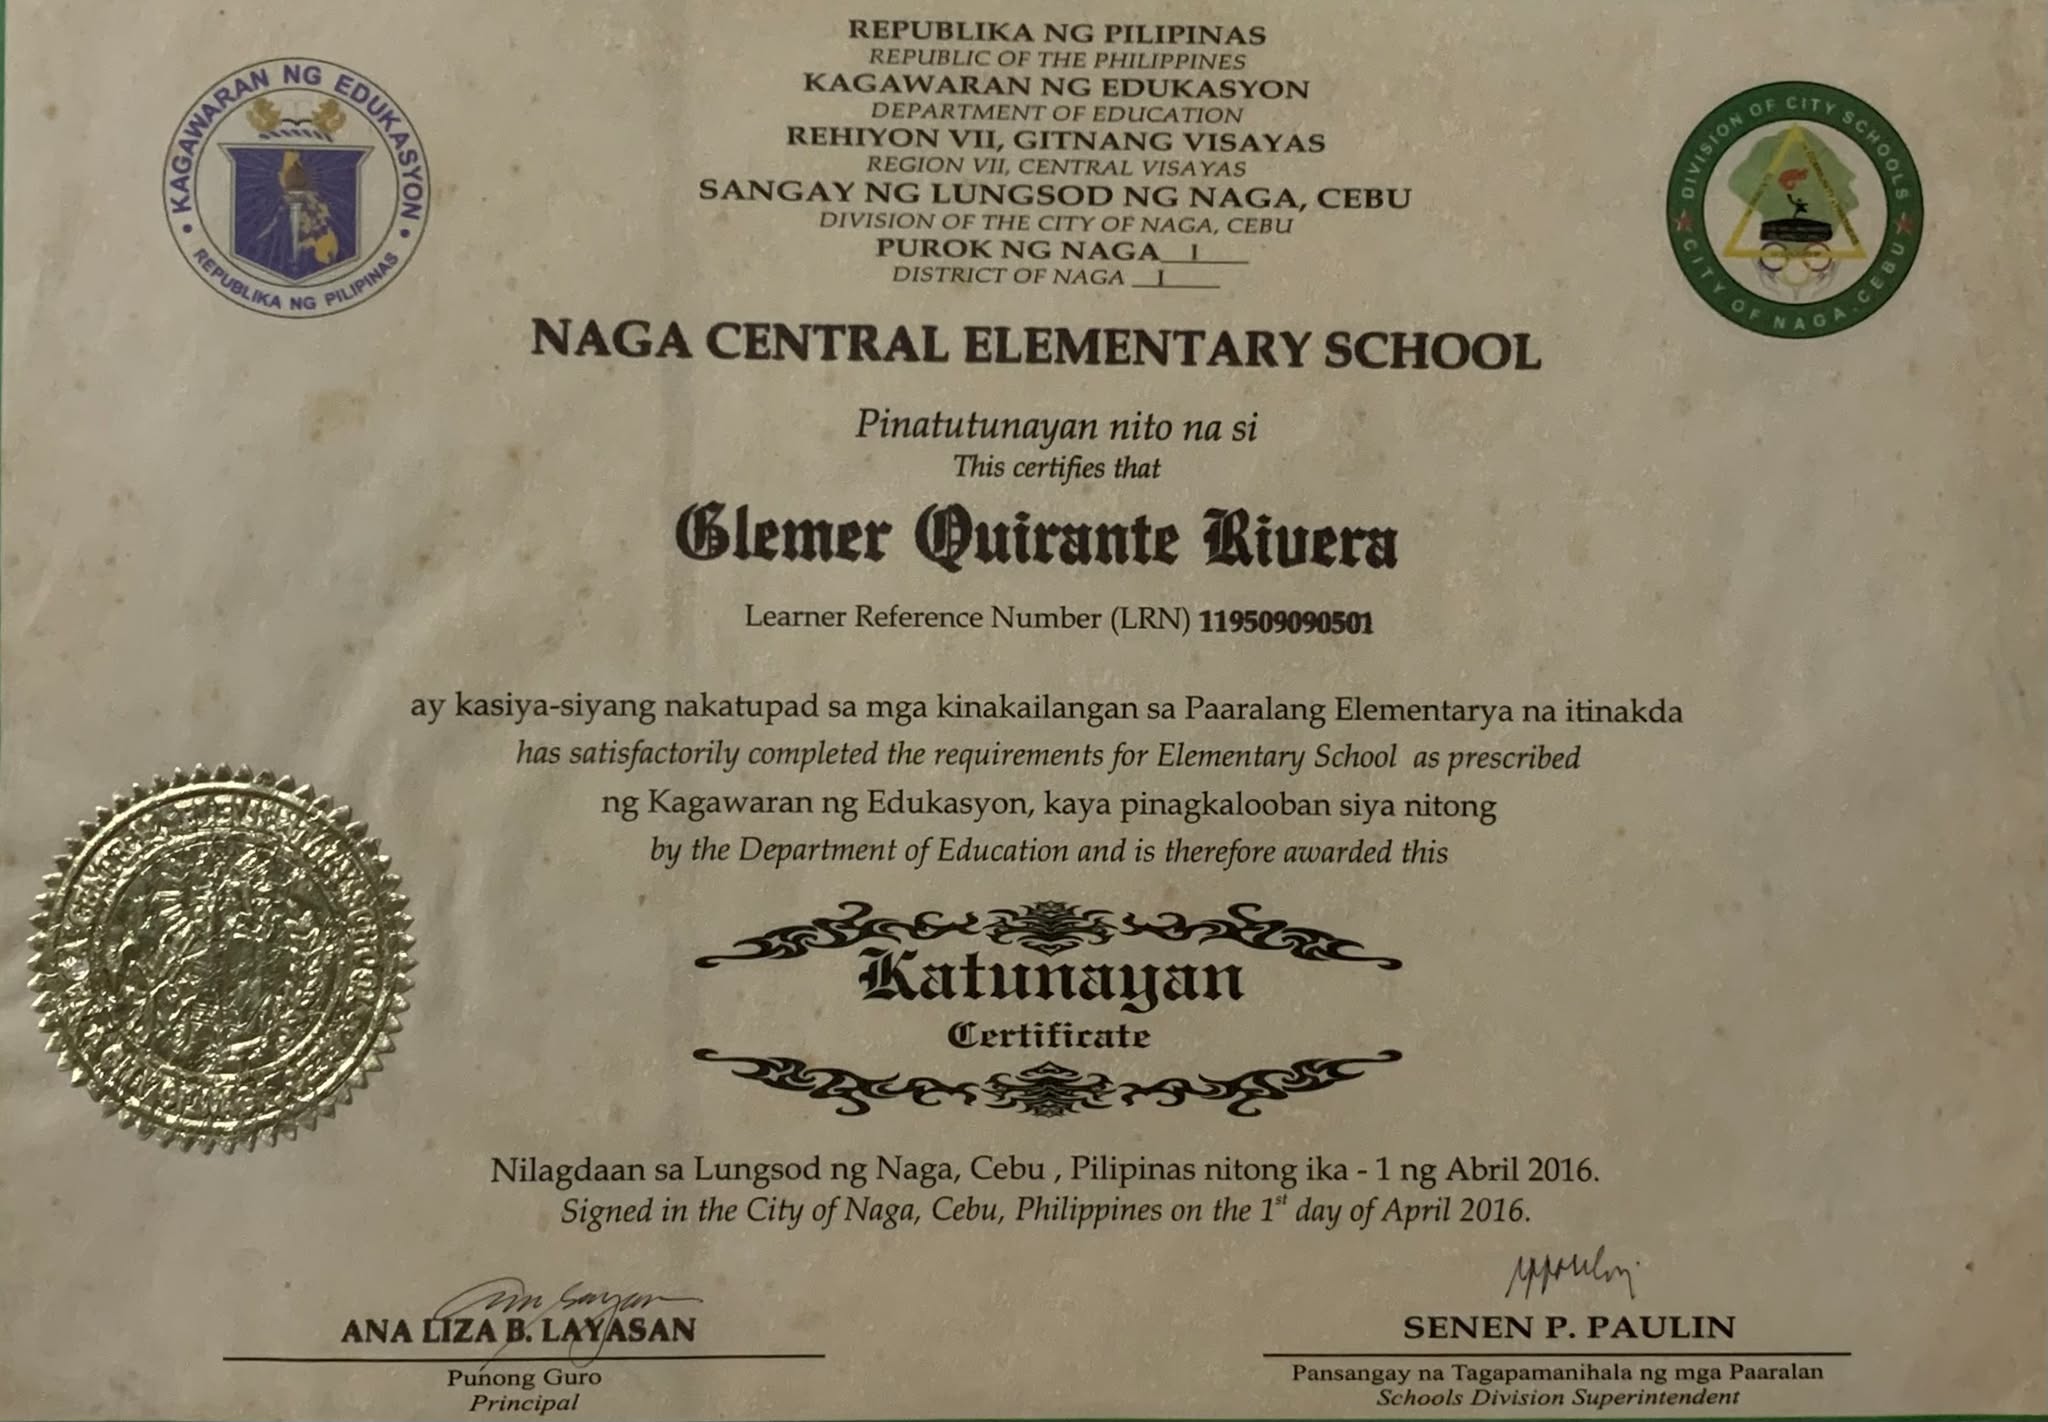 KAGAWARAN NG EDUKASYON
REPUBLIKA NG PILIPINAS
REPUBLIKA NG PILIPINAS
REPUBLIC OF THE PHILIPPINES
KAGAWARAN NG EDUKASYON
DEPARTMENT OF EDUCATION
REHIYON VII, GITNANG VISAYAS
REGION VII, CENTRAL VISAYAS
SANGAY NG LUNGSOD NG NAGA, CEBU
DIVISION OF THE CITY OF NAGA, CEBU
PUROK NG NAGA I
DISTRICT OF NAGA I
DIVISION OF CITY SCHOOLS
CITY OF NAGA, CEBU
NAGA CENTRAL ELEMENTARY SCHOOL
Pinatutunayan nito na si
This certifies that
Glemer Quirante Rivera
Learner Reference Number (LRN) 119509090501
ay kasiya-siyang nakatupad sa mga kinakailangan sa Paaralang Elementarya na itinakda
has satisfactorily completed the requirements for Elementary School as prescribed
ng Kagawaran ng Edukasyon, kaya pinagkalooban siya nitong
by the Department of Education and is therefore awarded this
Katunayan
Certificate
Nilagdaan sa Lungsod ng Naga, Cebu , Pilipinas nitong ika - 1 ng Abril 2016.
Signed in the City of Naga, Cebu, Philippines on the 1st day of April 2016.
ANA LIZA B. LAYASAN
Punong Guro
Principal
SENEN P. PAULIN
Pansangay na Tagapamanihala ng mga Paaralan
Schools Division Superintendent